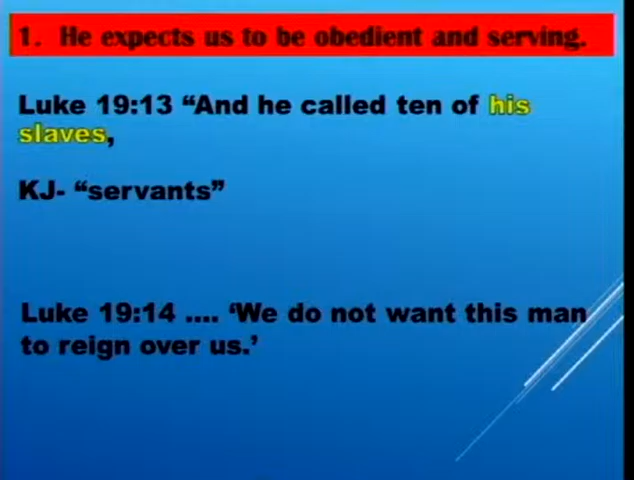 1. He expects us to be obedient and serving.
Luke 19:13 “And he called ten of his
slaves,
KJ- “servants”
Luke 19:14 .... ‘We do not want this man
to reign over us.’